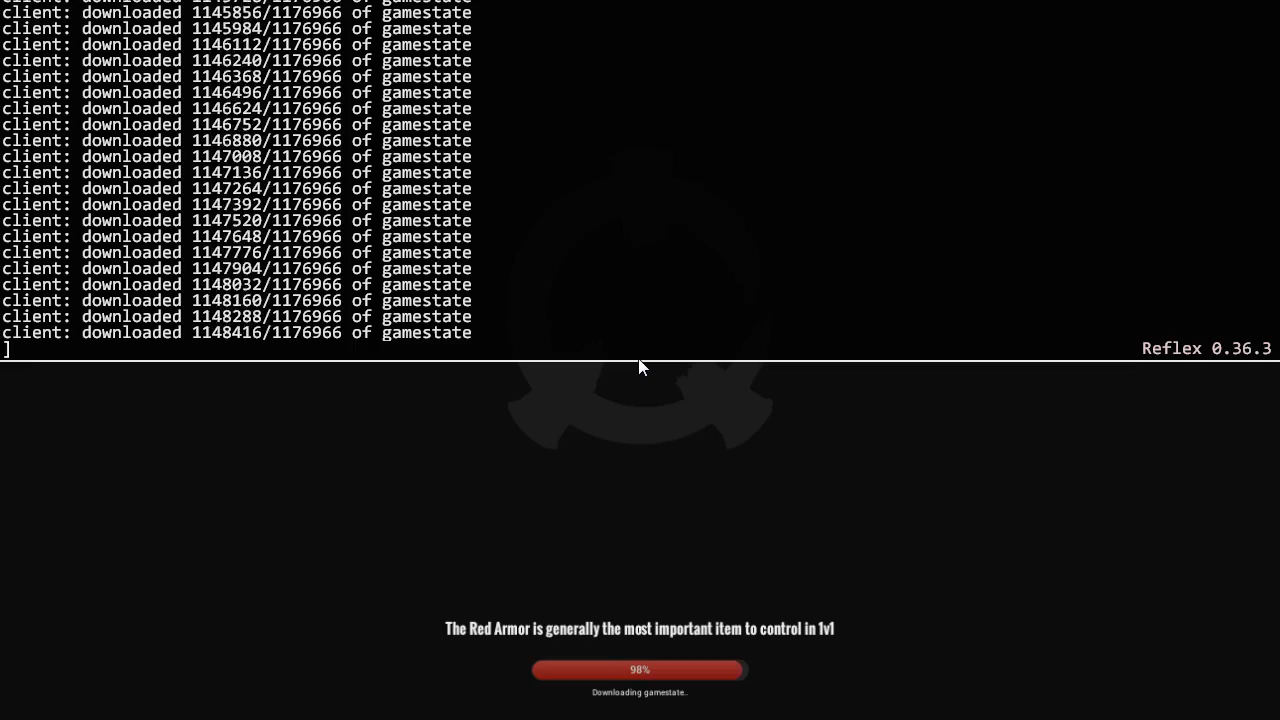 client: downloaded 1145856/1176966 of gamestate
client: downloaded 1145984/1176966 of gamestate
client: downloaded 1146112/1176966 of gamestate
client: downloaded 1146240/1176966 of gamestate
client: downloaded 1146368/1176966 of gamestate
client: downloaded 1146496/1176966 of gamestate
client: downloaded 1146624/1176966 of gamestate
client: downloaded 1146752/1176966 of gamestate
client: downloaded 1146880/1176966 of gamestate
client: downloaded 1147008/1176966 of gamestate
client: downloaded 1147136/1176966 of gamestate
client: downloaded 1147264/1176966 of gamestate
client: downloaded 1147392/1176966 of gamestate
client: downloaded 1147520/1176966 of gamestate
client: downloaded 1147648/1176966 of gamestate
client: downloaded 1147776/1176966 of gamestate
client: downloaded 1147904/1176966 of gamestate
client: downloaded 1148032/1176966 of gamestate
client: downloaded 1148160/1176966 of gamestate
client: downloaded 1148288/1176966 of gamestate
client: downloaded 1148416/1176966 of gamestate
] Reflex 0.36.3
The Red Armor is generally the most important item to control in 1v1
98%
Downloading gamestate..